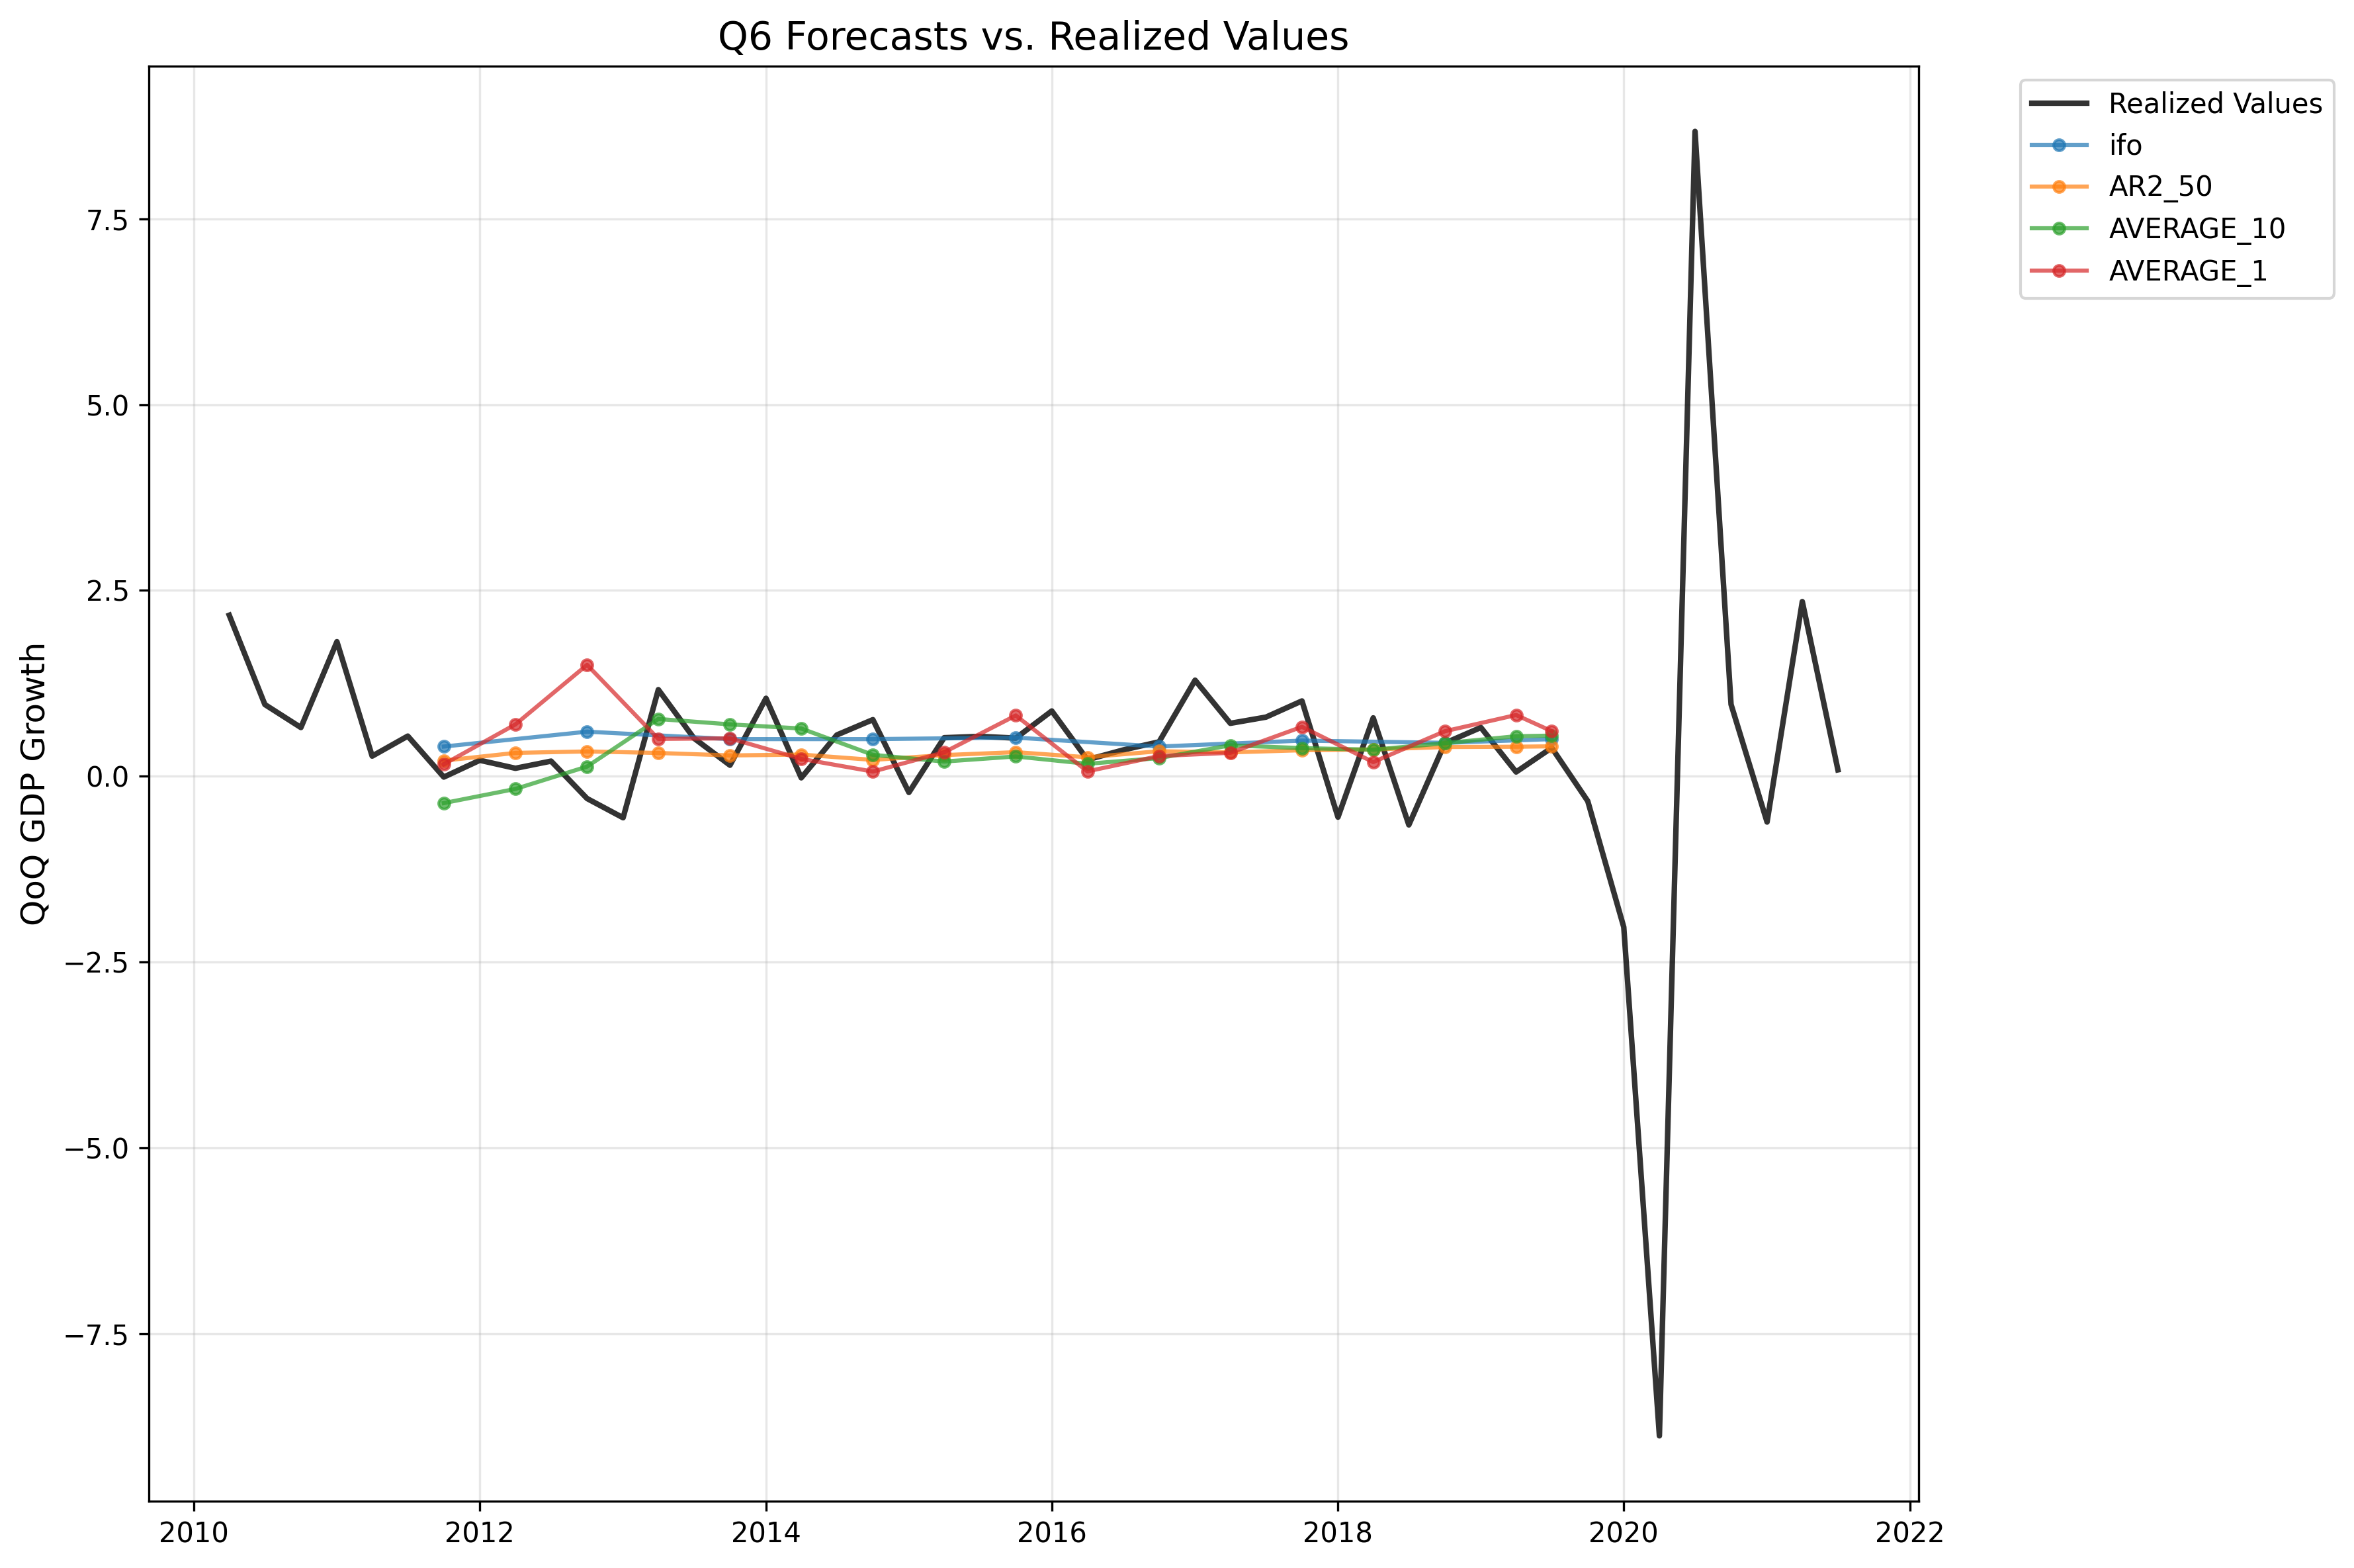 Q6 Forecasts vs. Realized Values
Realized Values
ifo
AR2_50
AVERAGE_10
AVERAGE_1
QoQ GDP Growth
7.5
5.0
2.5
0.0
−2.5
−5.0
−7.5
2010
2012
2014
2016
2018
2020
2022